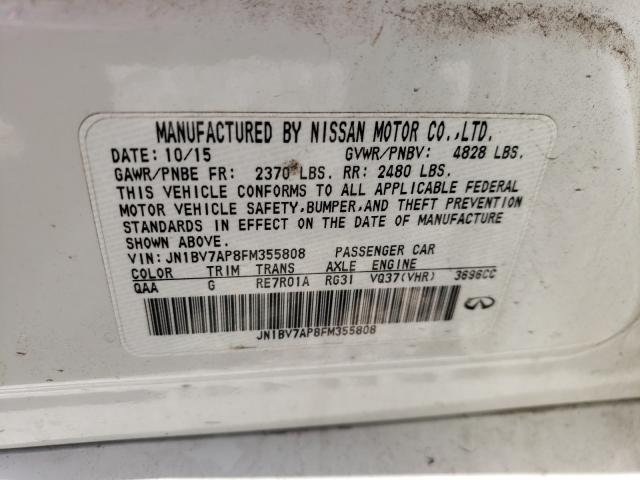 MANUFACTURED BY NISSAN MOTOR CO.,LTD.
DATE: 10/15 GVWR/PNBV: 4828 LBS.
GAWR/PNBE FR: 2370 LBS. RR: 2480 LBS.
THIS VEHICLE CONFORMS TO ALL APPLICABLE FEDERAL
MOTOR VEHICLE SAFETY, BUMPER, AND THEFT PREVENTION
STANDARDS IN EFFECT ON THE DATE OF MANUFACTURE
SHOWN ABOVE.
VIN: JN1BV7AP8FM355808 PASSENGER CAR
COLOR TRIM TRANS AXLE ENGINE
QAA G RE7R01A RG31 VQ37(VHR) 3696CC
JN1BV7AP8FM355808